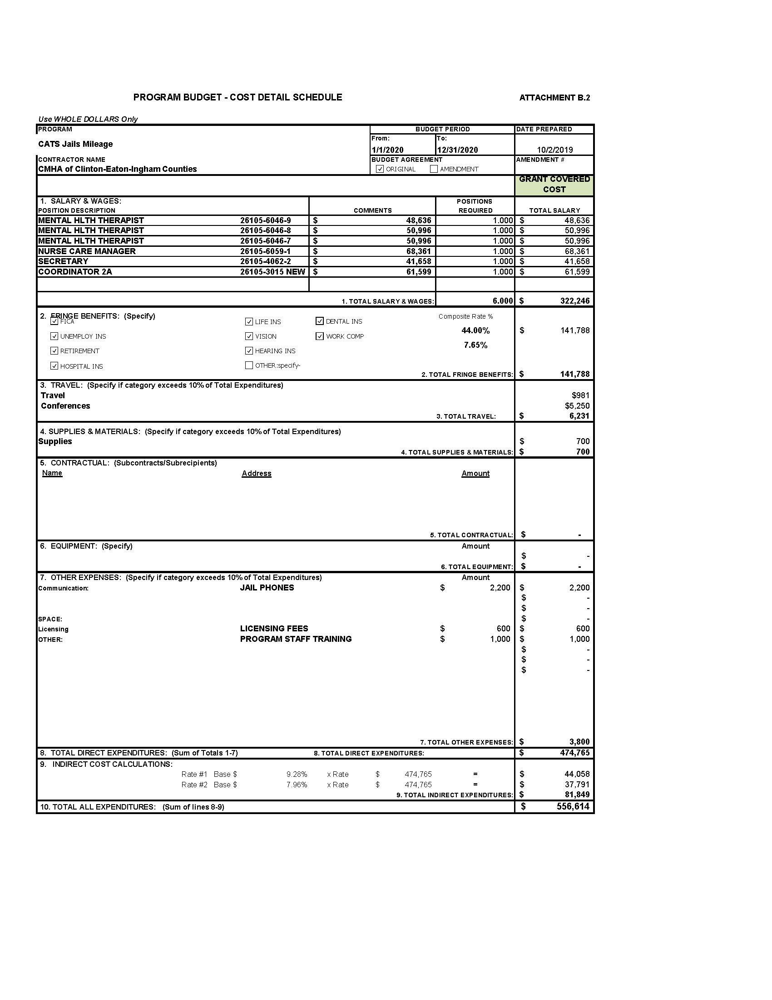 PROGRAM BUDGET - COST DETAIL SCHEDULE ATTACHMENT B.2
Use WHOLE DOLLARS Only
PROGRAM BUDGET PERIOD DATE PREPARED
From: To:
CATS Jails Mileage
1/1/2020 12/31/2020 10/2/2019
CONTRACTOR NAME BUDGET AGREEMENT AMENDMENT #
CMHA of Clinton-Eaton-Ingham Counties ☑ ORIGINAL ☐ AMENDMENT
GRANT COVERED
COST
1. SALARY & WAGES: POSITIONS
POSITION DESCRIPTION COMMENTS REQUIRED TOTAL SALARY
MENTAL HLTH THERAPIST 26105-6046-9 $ 48,636 1.000 $ 48,636
MENTAL HLTH THERAPIST 26105-6046-8 $ 50,996 1.000 $ 50,996
MENTAL HLTH THERAPIST 26105-6046-7 $ 50,996 1.000 $ 50,996
NURSE CARE MANAGER 26105-6059-1 $ 68,361 1.000 $ 68,361
SECRETARY 26105-4062-2 $ 41,658 1.000 $ 41,658
COORDINATOR 2A 26105-3015 NEW $ 61,599 1.000 $ 61,599
1. TOTAL SALARY & WAGES: 6.000 $ 322,246
2. FRINGE BENEFITS: (Specify) Composite Rate %
☑ FICA ☑ LIFE INS ☑ DENTAL INS
44.00% $ 141,788
☑ UNEMPLOY INS ☑ VISION ☑ WORK COMP
7.65%
☑ RETIREMENT ☑ HEARING INS
☑ HOSPITAL INS ☐ OTHER:specify-
2. TOTAL FRINGE BENEFITS: $ 141,788
3. TRAVEL: (Specify if category exceeds 10% of Total Expenditures)
Travel $981
Conferences $5,250
3. TOTAL TRAVEL: $ 6,231
4. SUPPLIES & MATERIALS: (Specify if category exceeds 10% of Total Expenditures)
Supplies $ 700
4. TOTAL SUPPLIES & MATERIALS: $ 700
5. CONTRACTUAL: (Subcontracts/Subrecipients)
Name Address Amount
5. TOTAL CONTRACTUAL: $ -
6. EQUIPMENT: (Specify) Amount
$ -
6. TOTAL EQUIPMENT: $ -
7. OTHER EXPENSES: (Specify if category exceeds 10% of Total Expenditures) Amount
Communication: JAIL PHONES $ 2,200 $ 2,200
$ -
$ -
SPACE: $ -
Licensing LICENSING FEES $ 600 $ 600
OTHER: PROGRAM STAFF TRAINING $ 1,000 $ 1,000
$ -
$ -
$ -
7. TOTAL OTHER EXPENSES: $ 3,800
8. TOTAL DIRECT EXPENDITURES: (Sum of Totals 1-7) 8. TOTAL DIRECT EXPENDITURES: $ 474,765
9. INDIRECT COST CALCULATIONS:
Rate #1 Base $ 9.28% x Rate $ 474,765 = $ 44,058
Rate #2 Base $ 7.96% x Rate $ 474,765 = $ 37,791
9. TOTAL INDIRECT EXPENDITURES: $ 81,849
10. TOTAL ALL EXPENDITURES: (Sum of lines 8-9) $ 556,614